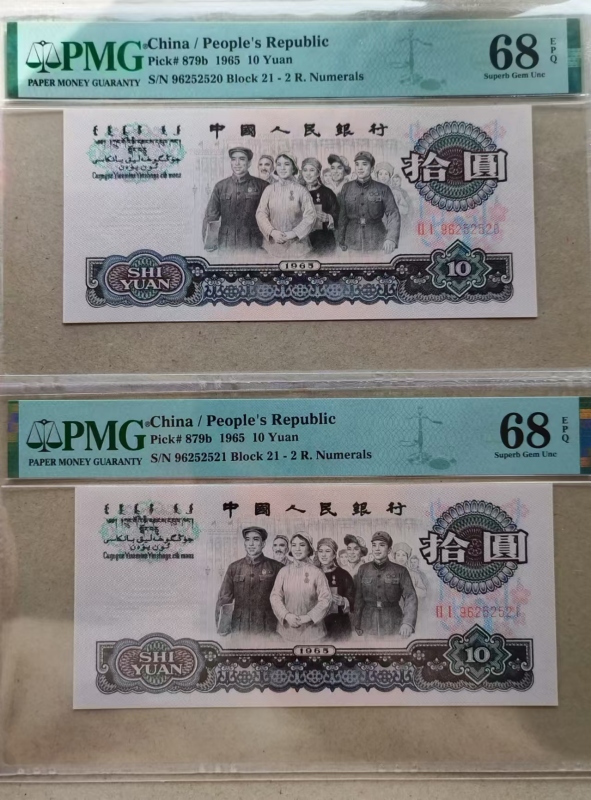 PMG
PAPER MONEY GUARANTY
China / People's Republic
Pick# 879b 1965 10 Yuan
S/N 96252520 Block 21 - 2 R. Numerals
68 EPQ
Superb Gem Unc
中國人民銀行
拾圓
1965
SHI
YUAN
10
PMG
PAPER MONEY GUARANTY
China / People's Republic
Pick# 879b 1965 10 Yuan
S/N 96252521 Block 21 - 2 R. Numerals
68 EPQ
Superb Gem Unc
中國人民銀行
拾圓
II I 96252521
1965
SHI
YUAN
10